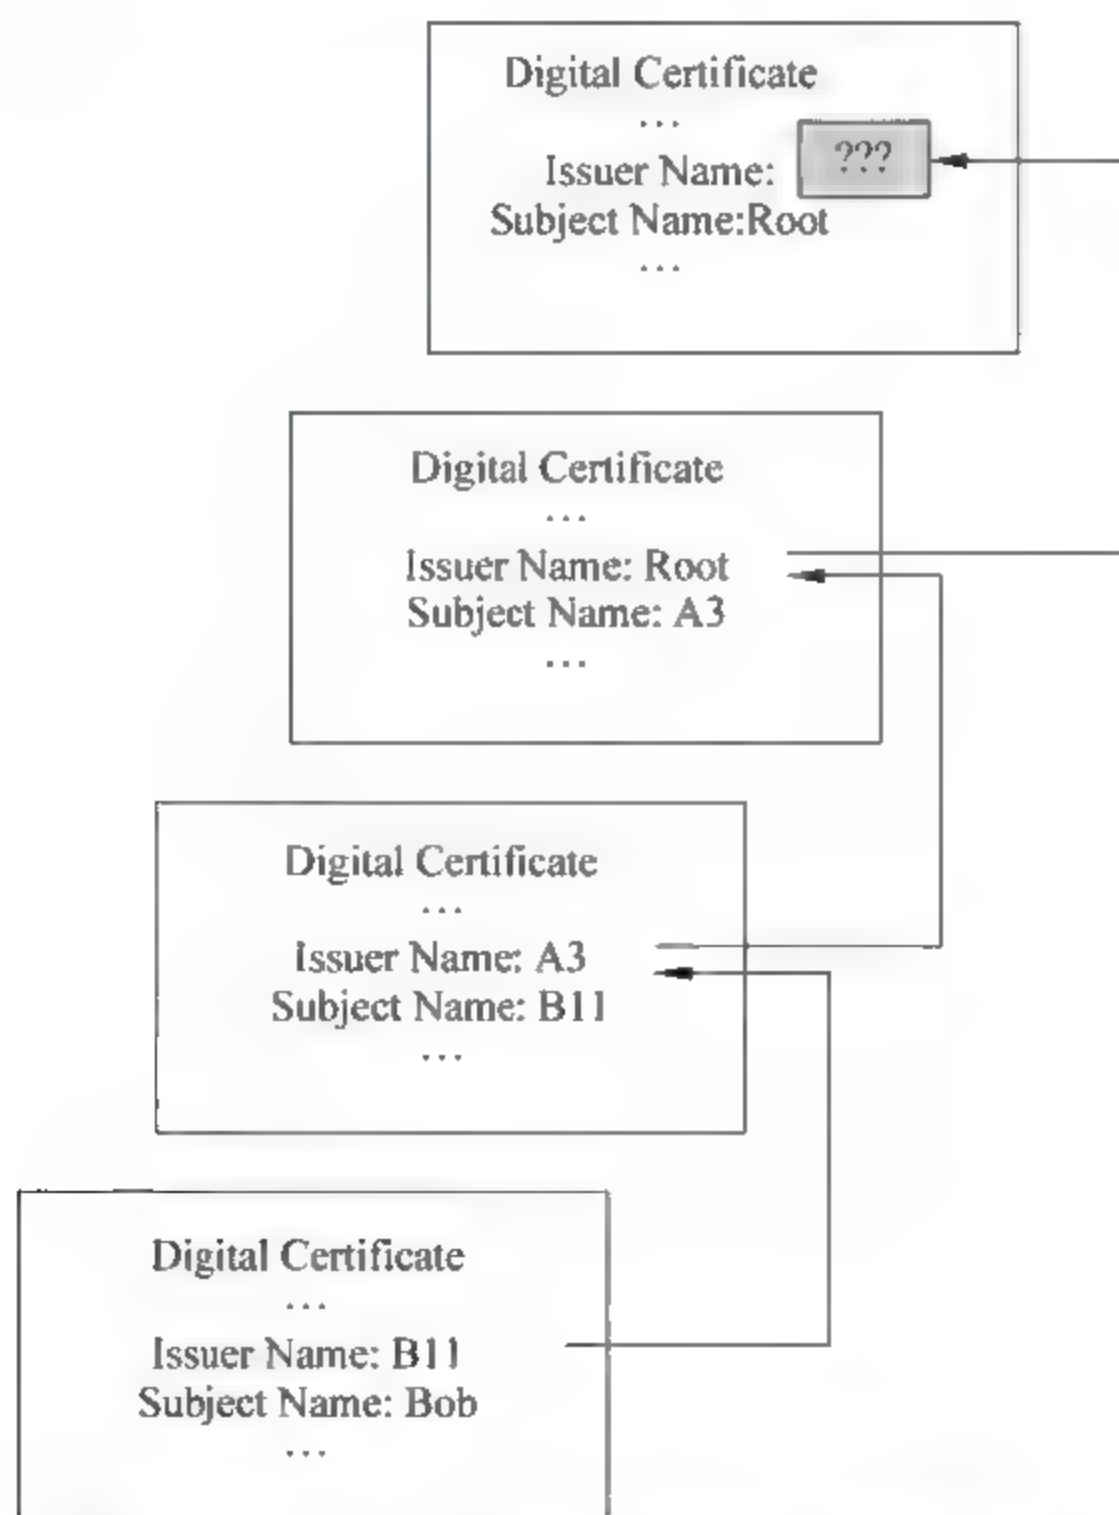 Digital Certificate
...
Issuer Name: ???
Subject Name:Root
...
Digital Certificate
...
Issuer Name: Root
Subject Name: A3
...
Digital Certificate
...
Issuer Name: A3
Subject Name: B11
...
Digital Certificate
...
Issuer Name: B11
Subject Name: Bob
...